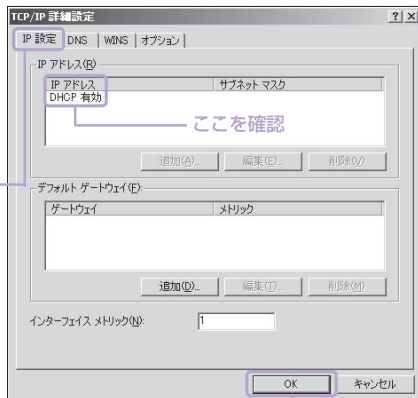 TCP/IP 詳細設定
IP 設定 DNS WINS オプション
IP アドレス(R)
IP アドレス サブネット マスク
DHCP 有効
ここを確認
追加(A)... 編集(E)... 削除(V)
デフォルト ゲートウェイ(F):
ゲートウェイ メトリック
追加(D)... 編集(T)... 削除(M)
インターフェイス メトリック(N): 1
OK キャンセル